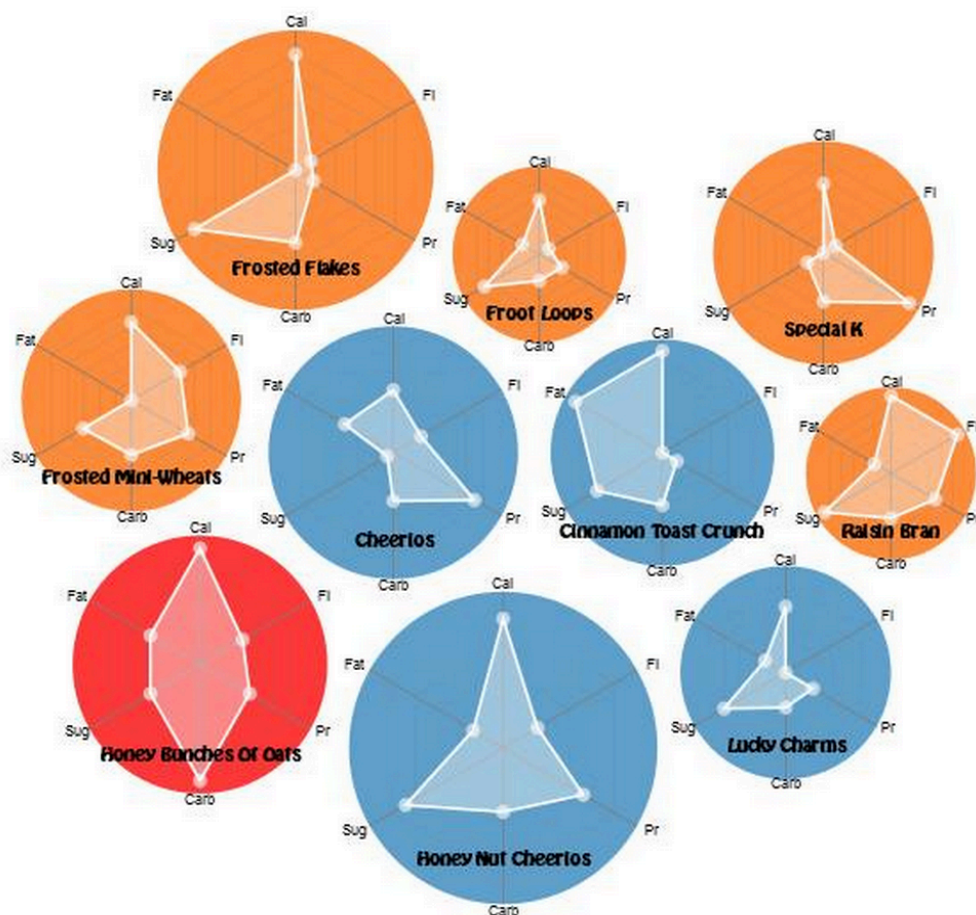 Cal
Fat
Fl
Sug
Pr
Frosted Flakes
Carb
Cal
Fat
Fl
Sug
Pr
Froot Loops
Carb
Cal
Fat
Fl
Sug
Pr
Special K
Carb
Cal
Fat
Fl
Sug
Pr
Frosted Mini-Wheats
Carb
Cal
Fat
Fl
Sug
Pr
Cheerios
Carb
Cal
Fat
Fl
Sug
Pr
Cinnamon Toast Crunch
Carb
Cal
Fat
Fl
Sug
Pr
Raisin Bran
Carb
Cal
Fat
Fl
Sug
Pr
Honey Bunches Of Oats
Carb
Cal
Fat
Fl
Sug
Pr
Honey Nut Cheerios
Carb
Cal
Fat
Fl
Sug
Pr
Lucky Charms
Carb